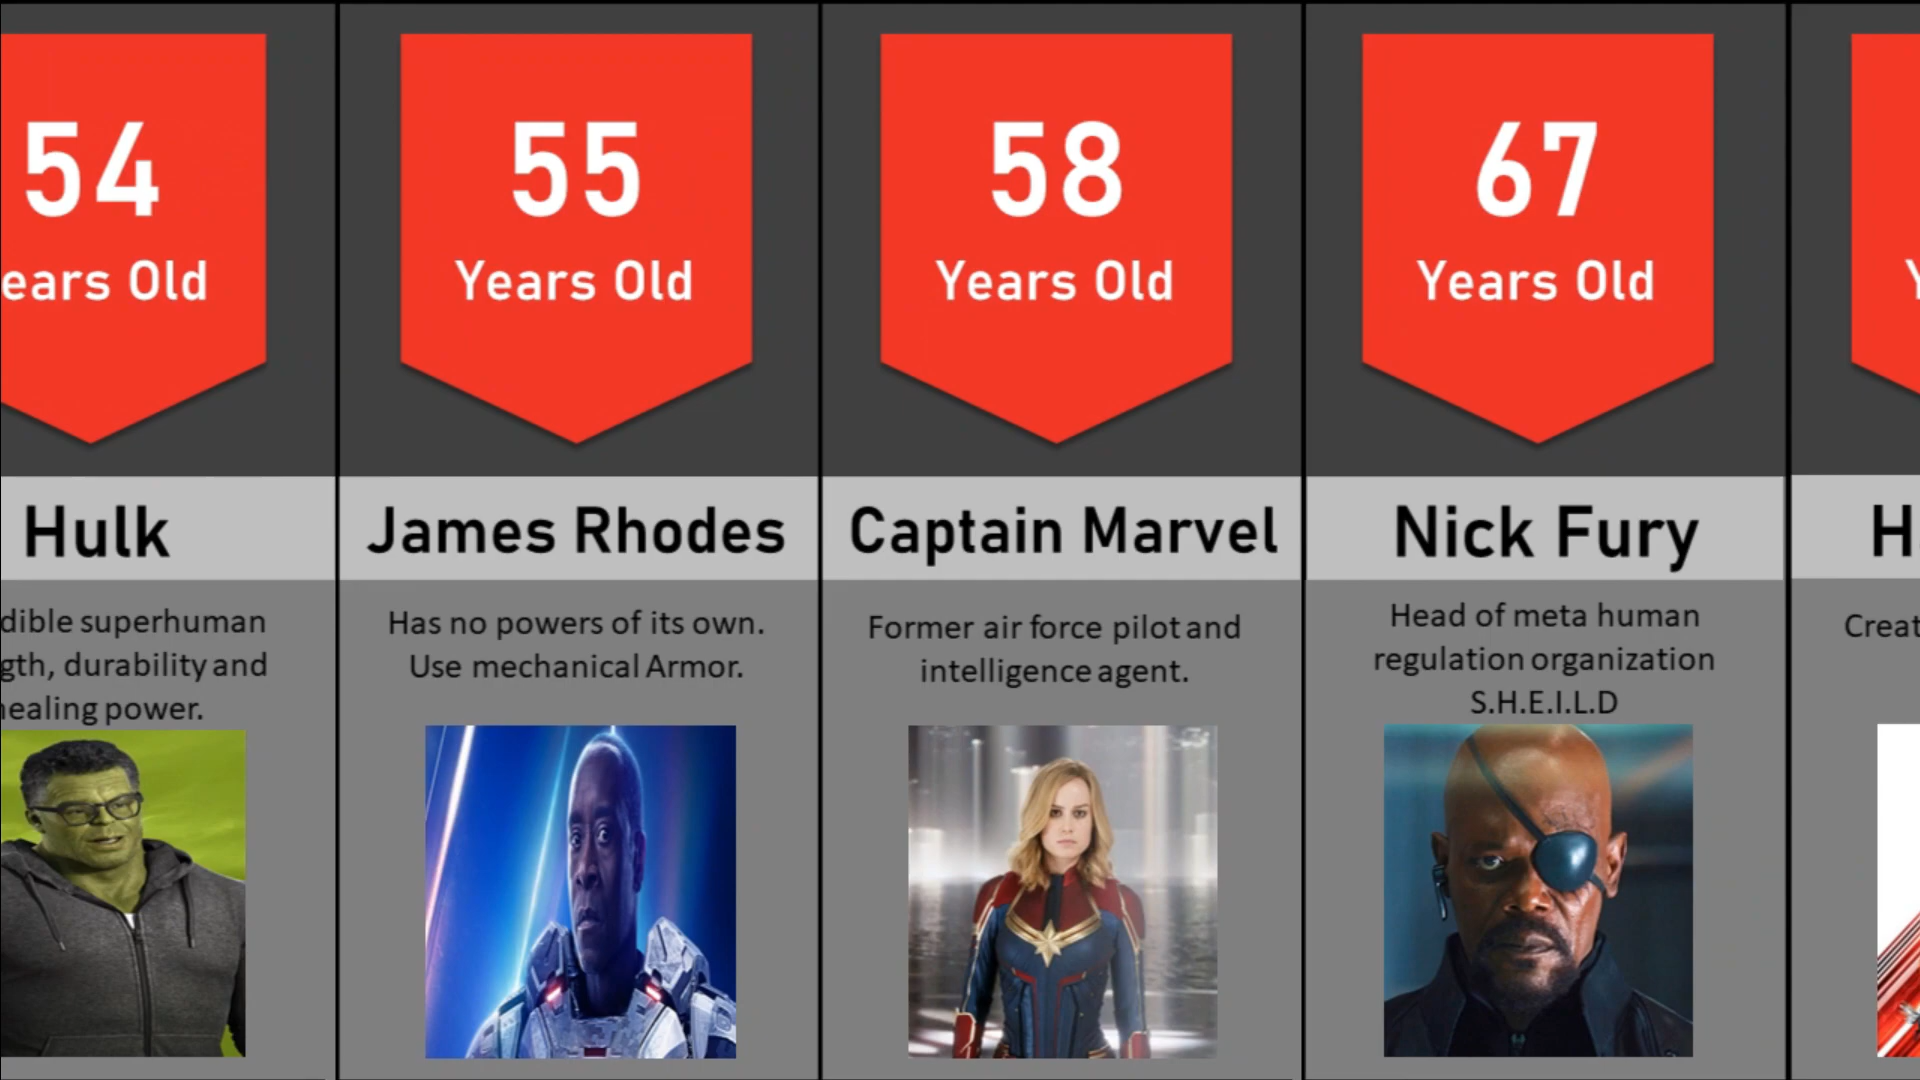 54
ears Old
Hulk
dible superhuman
gth, durability and
healing power.
55
Years Old
James Rhodes
Has no powers of its own.
Use mechanical Armor.
58
Years Old
Captain Marvel
Former air force pilot and
intelligence agent.
67
Years Old
Nick Fury
Head of meta human
regulation organization
S.H.E.I.L.D
Y
H
Creat